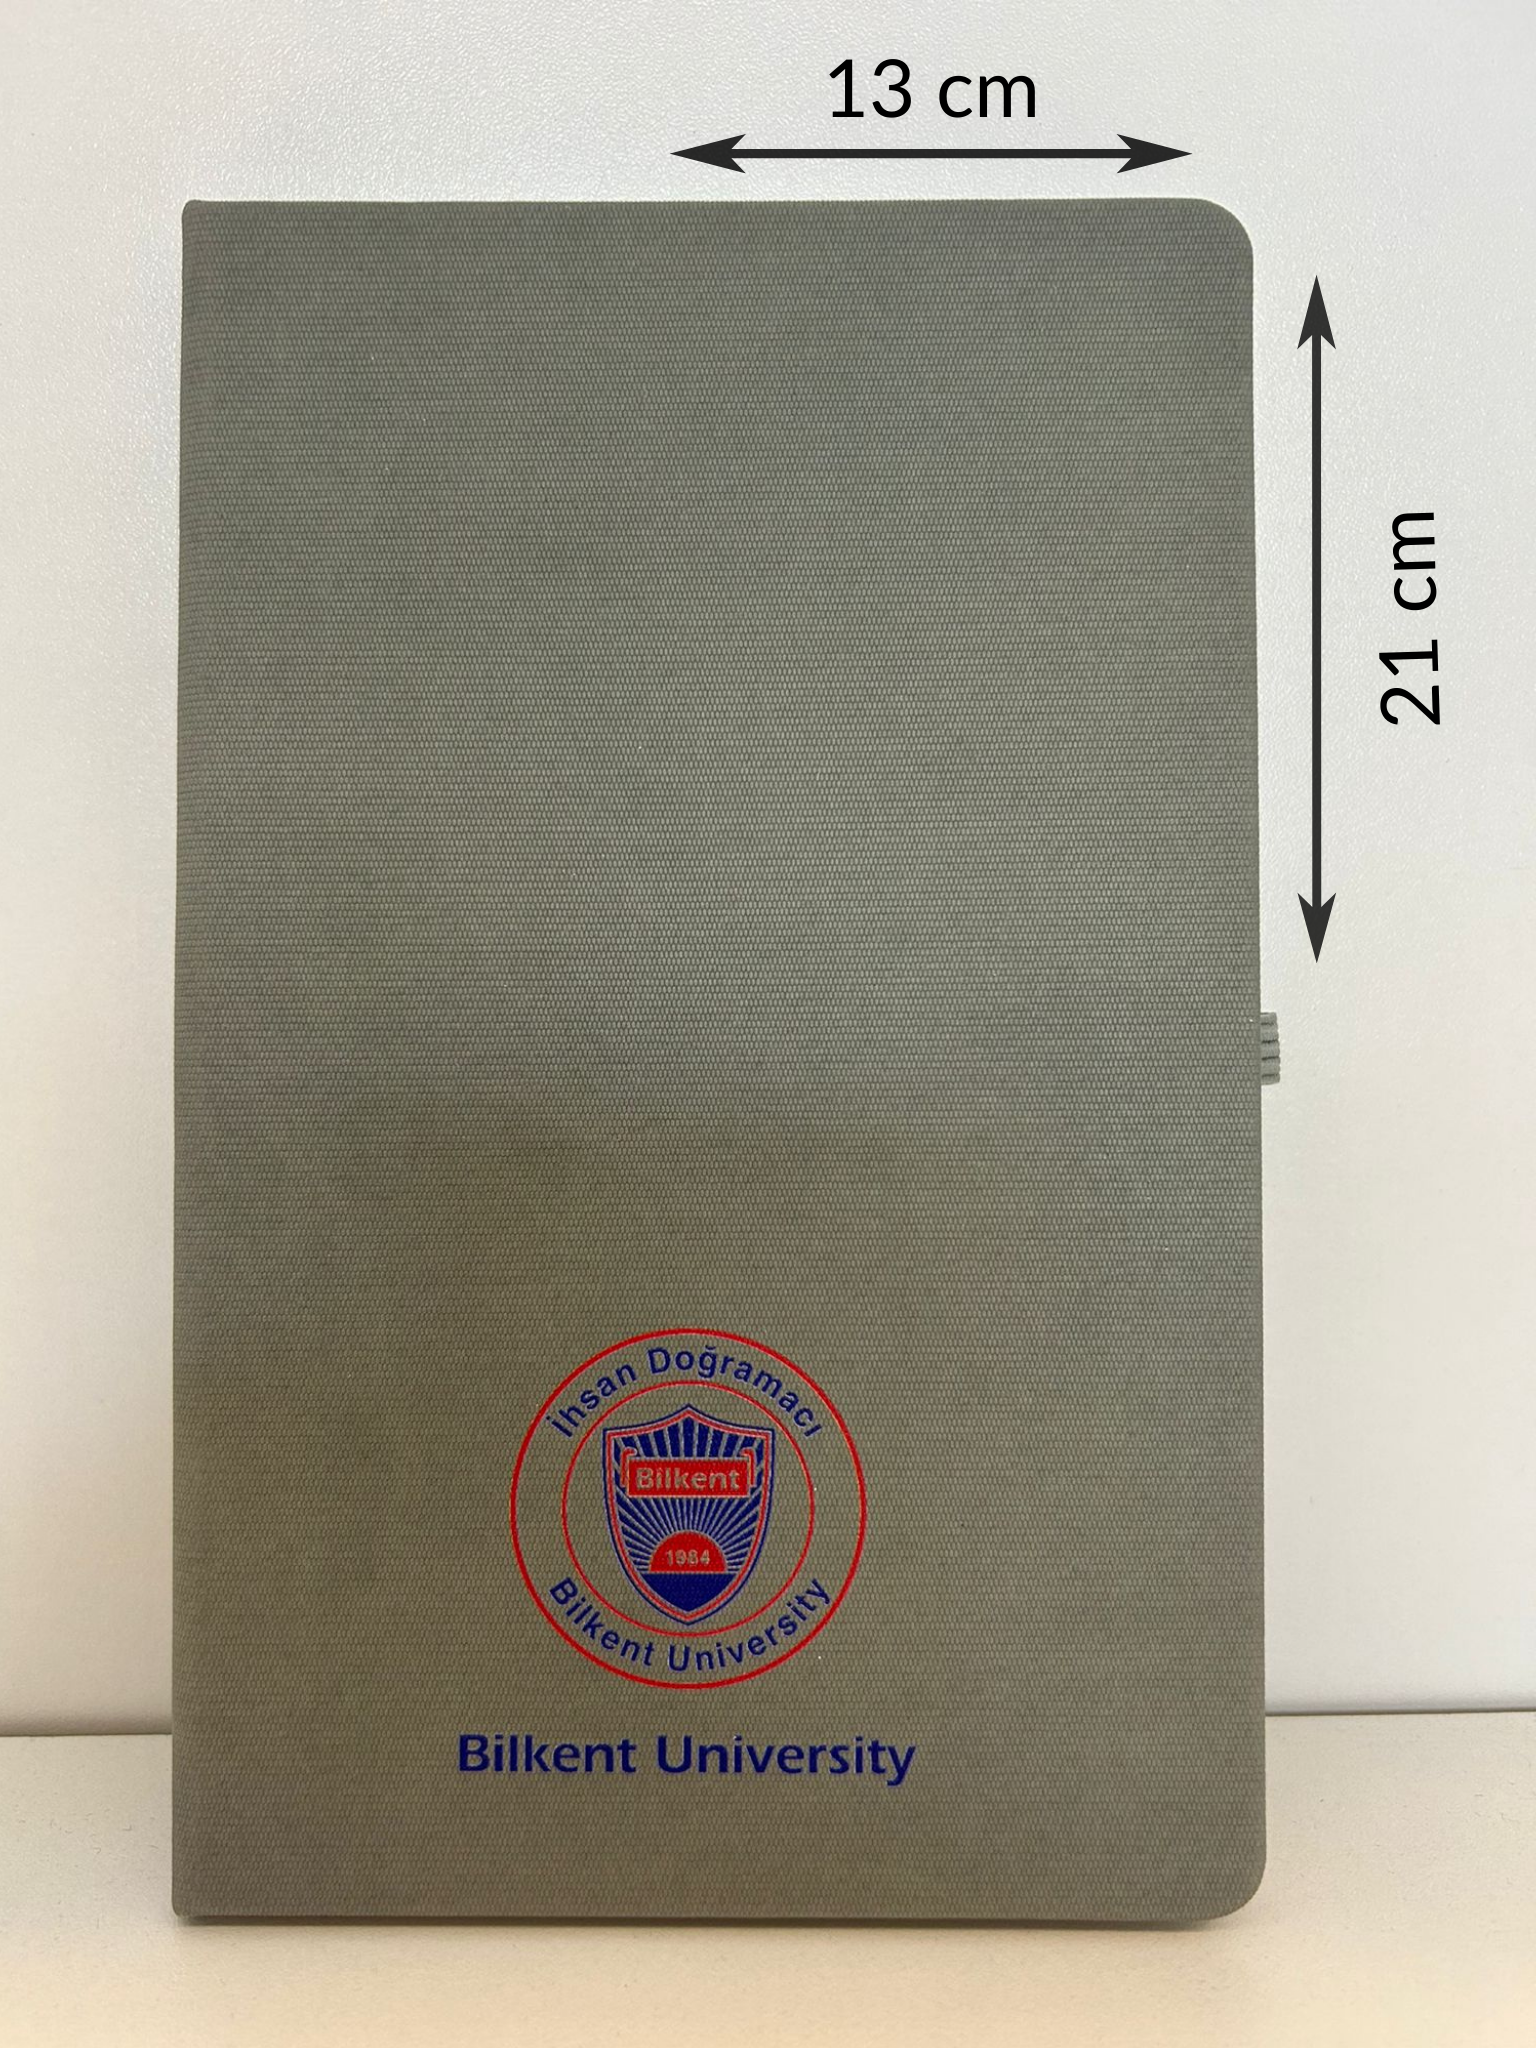 13 cm
21 cm
İhsan Doğramacı
Bilkent
1984
Bilkent University
Bilkent University